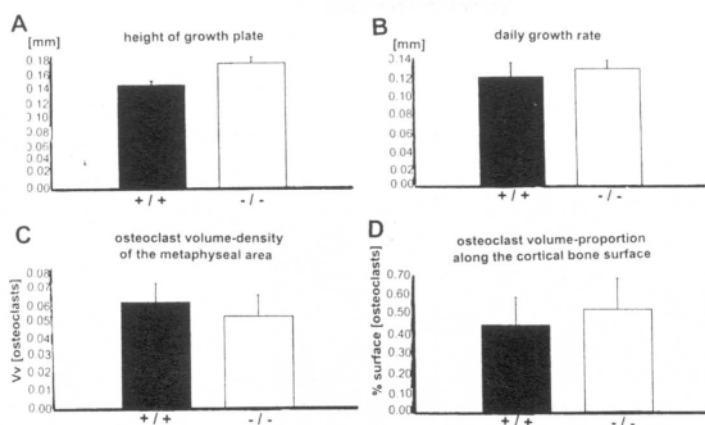 A
[mm]
height of growth plate
0.18
0.16
0.14
0.12
0.10
0.08
0.06
0.04
0.02
0.00
+/+ -/-
B
[mm]
daily growth rate
0.14
0.12
0.10
0.08
0.06
0.04
0.02
0.00
+/+ -/-
C
osteoclast volume-density
of the metaphyseal area
Vv [osteoclasts]
0.08
0.07
0.06
0.05
0.04
0.03
0.02
0.01
0.00
+/+ -/-
D
osteoclast volume-proportion
along the cortical bone surface
% surface [osteoclasts]
0.70
0.60
0.50
0.40
0.30
0.20
0.10
0.00
+/+ -/-